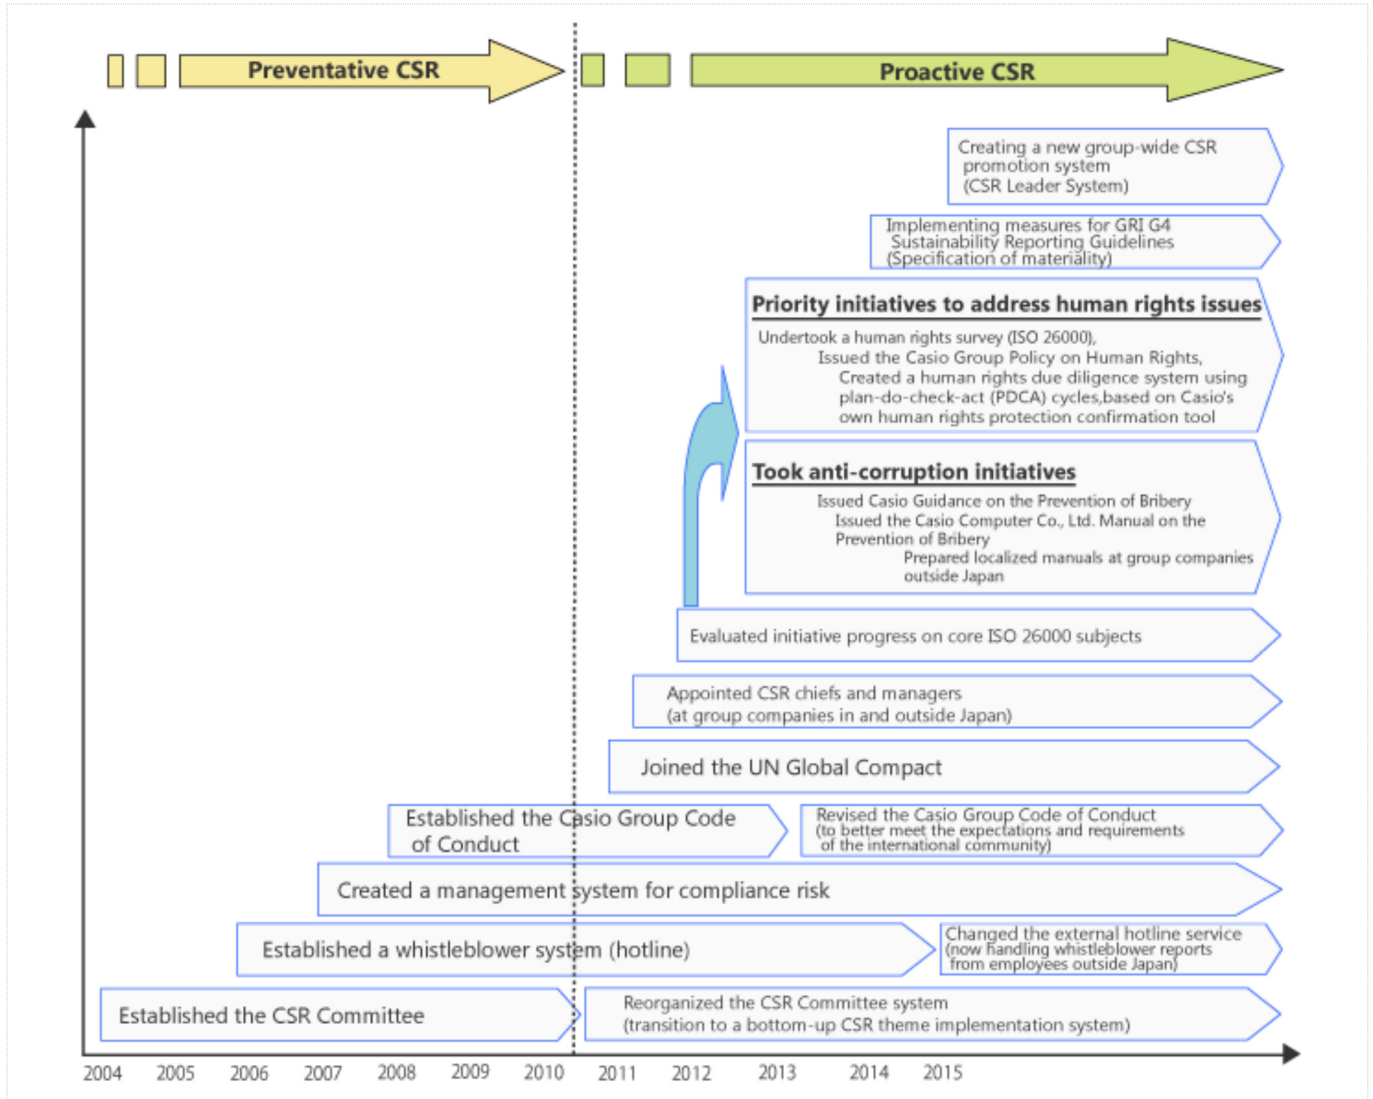 Preventative CSR
Proactive CSR
Creating a new group-wide CSR
promotion system
(CSR Leader System)
Implementing measures for GRI G4
Sustainability Reporting Guidelines
(Specification of materiality)
Priority initiatives to address human rights issues
Undertook a human rights survey (ISO 26000),
Issued the Casio Group Policy on Human Rights,
Created a human rights due diligence system using
plan-do-check-act (PDCA) cycles,based on Casio's
own human rights protection confirmation tool
Took anti-corruption initiatives
Issued Casio Guidance on the Prevention of Bribery
Issued the Casio Computer Co., Ltd. Manual on the
Prevention of Bribery
Prepared localized manuals at group companies
outside Japan
Evaluated initiative progress on core ISO 26000 subjects
Appointed CSR chiefs and managers
(at group companies in and outside Japan)
Joined the UN Global Compact
Established the Casio Group Code
of Conduct
Revised the Casio Group Code of Conduct
(to better meet the expectations and requirements
of the international community)
Created a management system for compliance risk
Established a whistleblower system (hotline)
Changed the external hotline service
(now handling whistleblower reports
from employees outside Japan)
Established the CSR Committee
Reorganized the CSR Committee system
(transition to a bottom-up CSR theme implementation system)
2004 2005 2006 2007 2008 2009 2010 2011 2012 2013 2014 2015